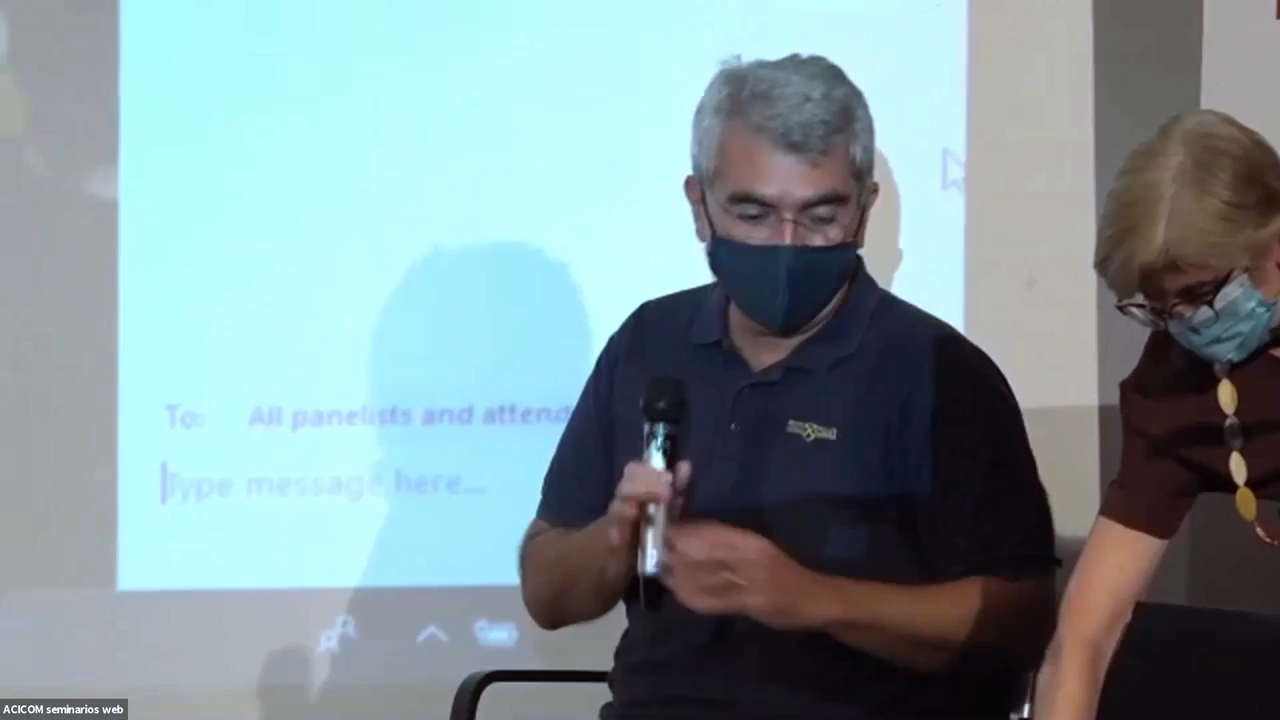 To: All panelists and attend
Type message here...
ACICOM seminarios web